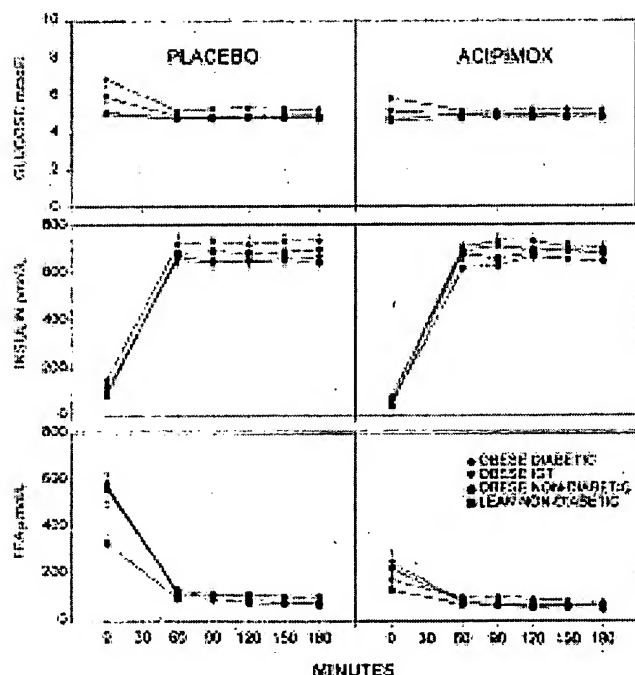 PLACEBO
ACIPIMOX
GLUCOSE
10
8
6
4
2
0
INSULIN pmol/L
800
600
400
200
0
FFA μmol/L
800
600
400
200
0
OBESE DIABETIC
OBESE IGT
OBESE NON-DIABETIC
LEAN NON-DIABETIC
0 30 60 90 120 150 180
0 30 60 90 120 150 180
MINUTES